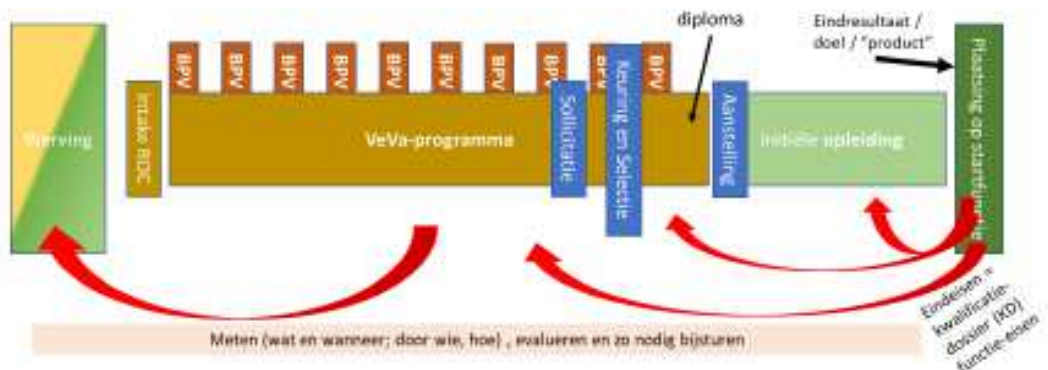 diploma
Eindresultaat /
doel / "product"
BPV
BPV
BPV
BPV
BPV
BPV
BPV
BPV
BPV
BPV
Werving
Intake ROC
VeVa-programma
Sollicitatie
Keuring en Selectie
Aanstelling
Initiële opleiding
Plaatsing op startfunctie
Eindeisen =
kwalificatie-
dossier (KD)
functie-eisen
Meten (wat en wanneer; door wie, hoe) , evalueren en zo nodig bijsturen